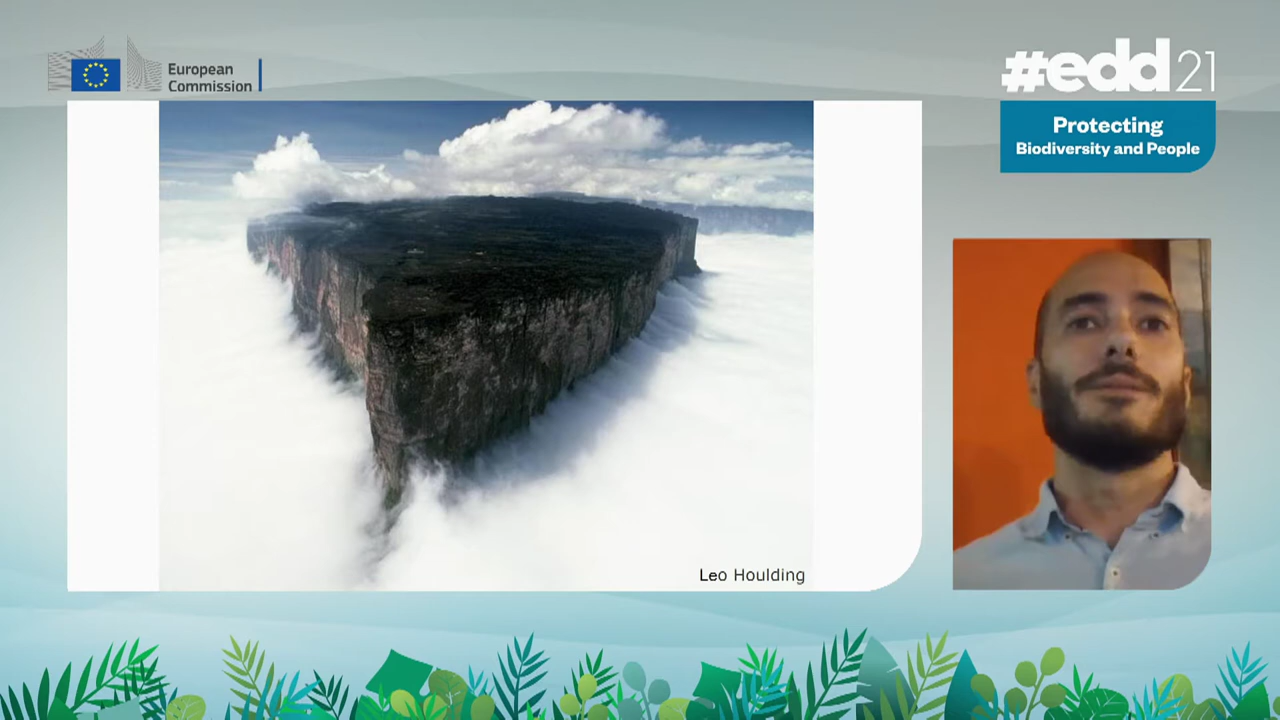 European
Commission
#edd21
Protecting
Biodiversity and People
Leo Houlding